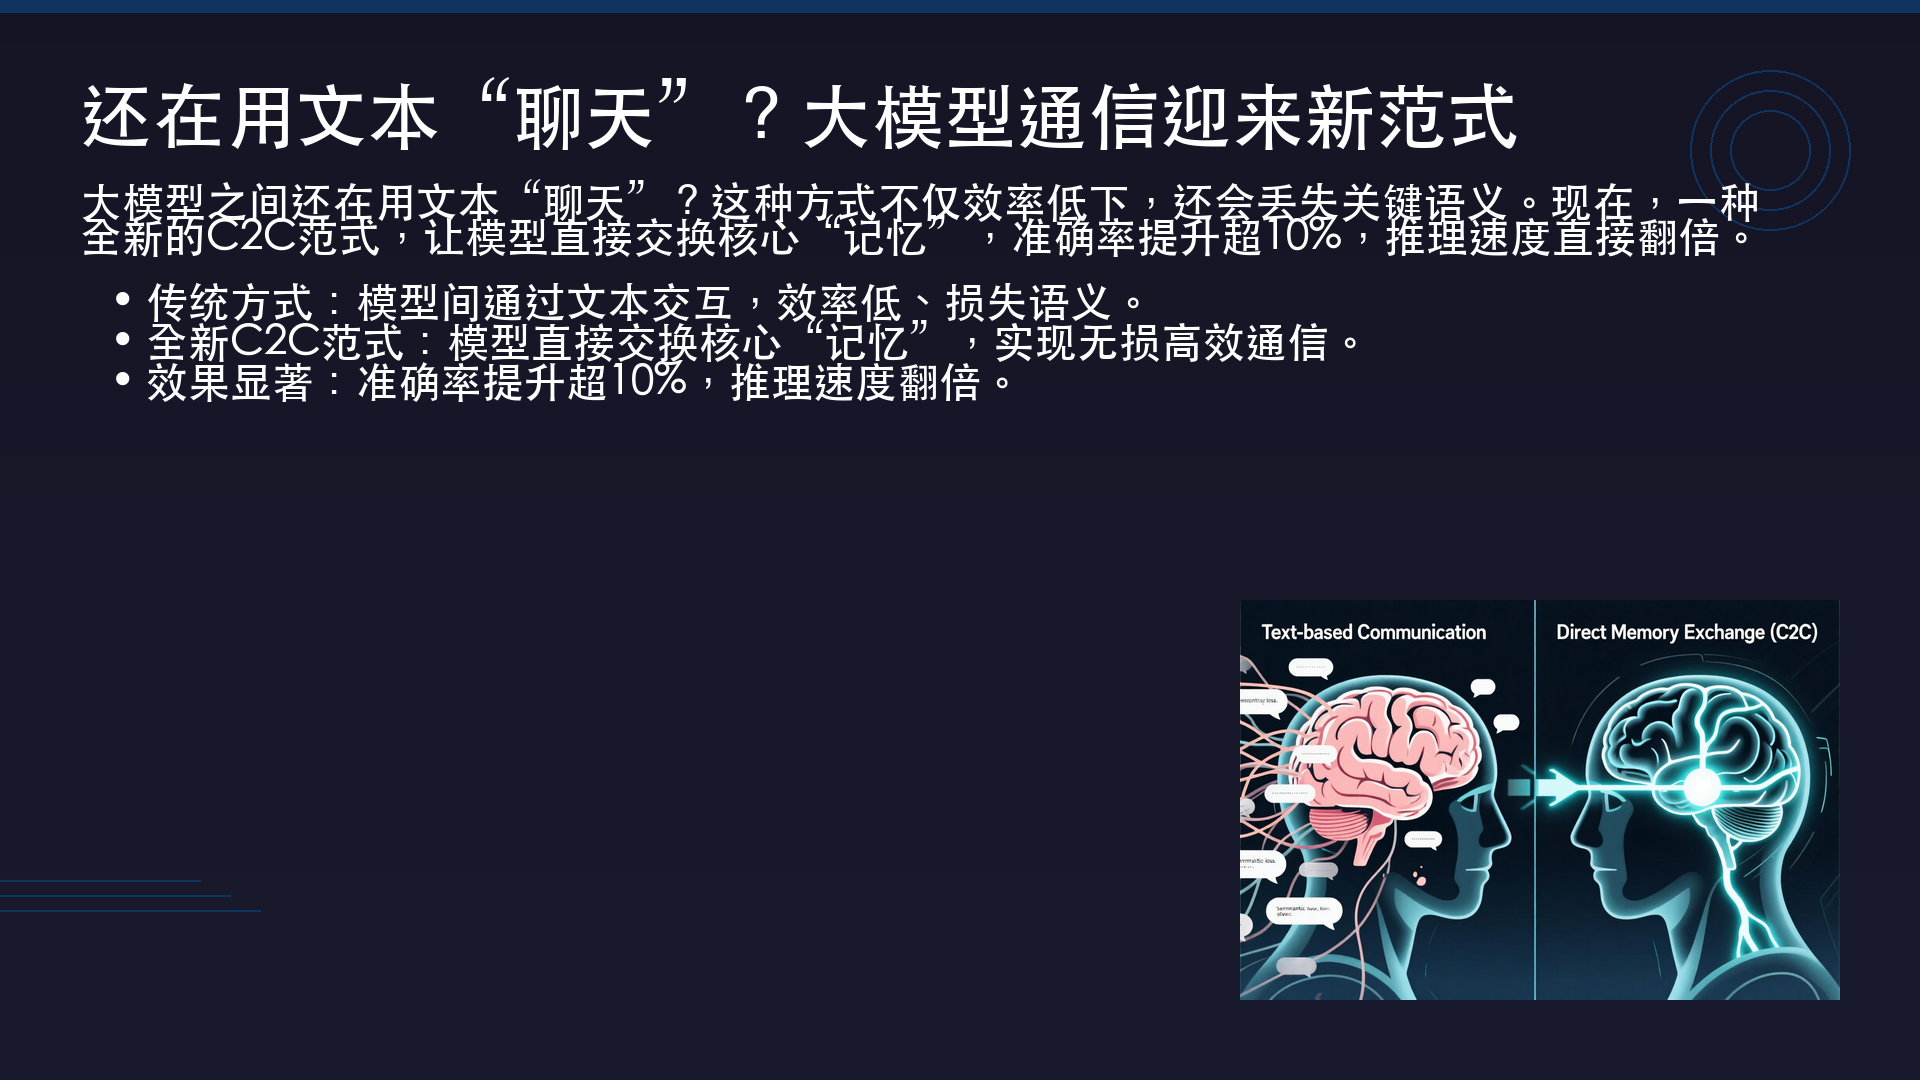 还在用文本“聊天”？大模型通信迎来新范式
大模型之间还在用文本“聊天”？这种方式不仅效率低下，还会丢失关键语义。现在，一种
全新的C2C范式，让模型直接交换核心“记忆”，准确率提升超10%，推理速度直接翻倍。
• 传统方式：模型间通过文本交互，效率低、损失语义。
• 全新C2C范式：模型直接交换核心“记忆”，实现无损高效通信。
• 效果显著：准确率提升超10%，推理速度翻倍。
Text-based Communication
Direct Memory Exchange (C2C)